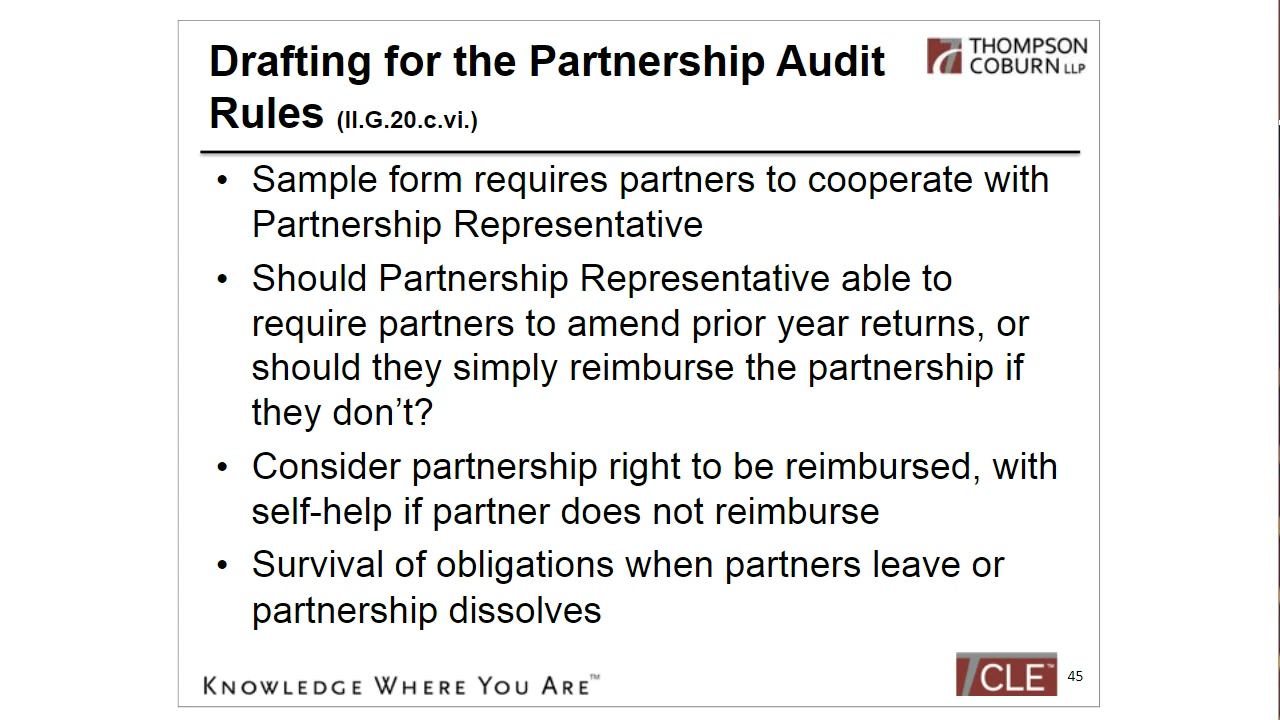 Drafting for the Partnership Audit
Rules (II.G.20.c.vi.)
THOMPSON
COBURN LLP
• Sample form requires partners to cooperate with
Partnership Representative
• Should Partnership Representative able to
require partners to amend prior year returns, or
should they simply reimburse the partnership if
they don’t?
• Consider partnership right to be reimbursed, with
self-help if partner does not reimburse
• Survival of obligations when partners leave or
partnership dissolves
KNOWLEDGE WHERE YOU ARE™
TCLE™
45